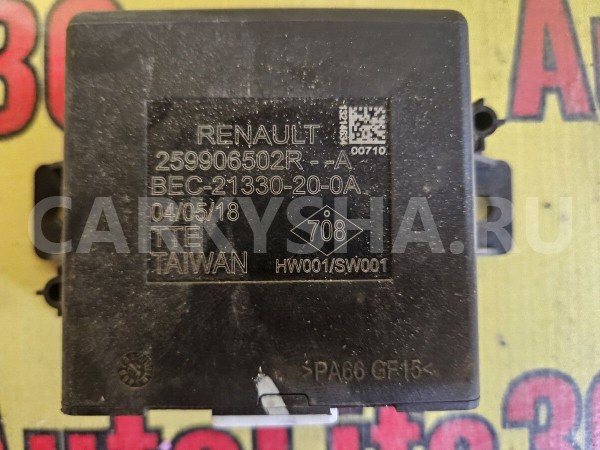 RENAULT
13214694
00710
259906502R--A
BEC-21330-20-0A
04/05/18
TTE
708
TAIWAN
HW001/SW001
>PA66 GF15<
CARKYSHA.RU